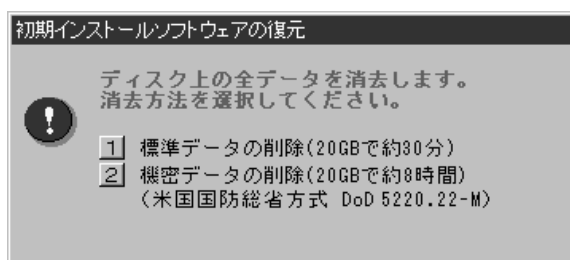 初期インストールソフトウェアの復元
ディスク上の全データを消去します。
消去方法を選択してください。
1 標準データの削除(20GBで約30分)
2 機密データの削除(20GBで約8時間)
(米国国防総省方式 DoD 5220.22-M)